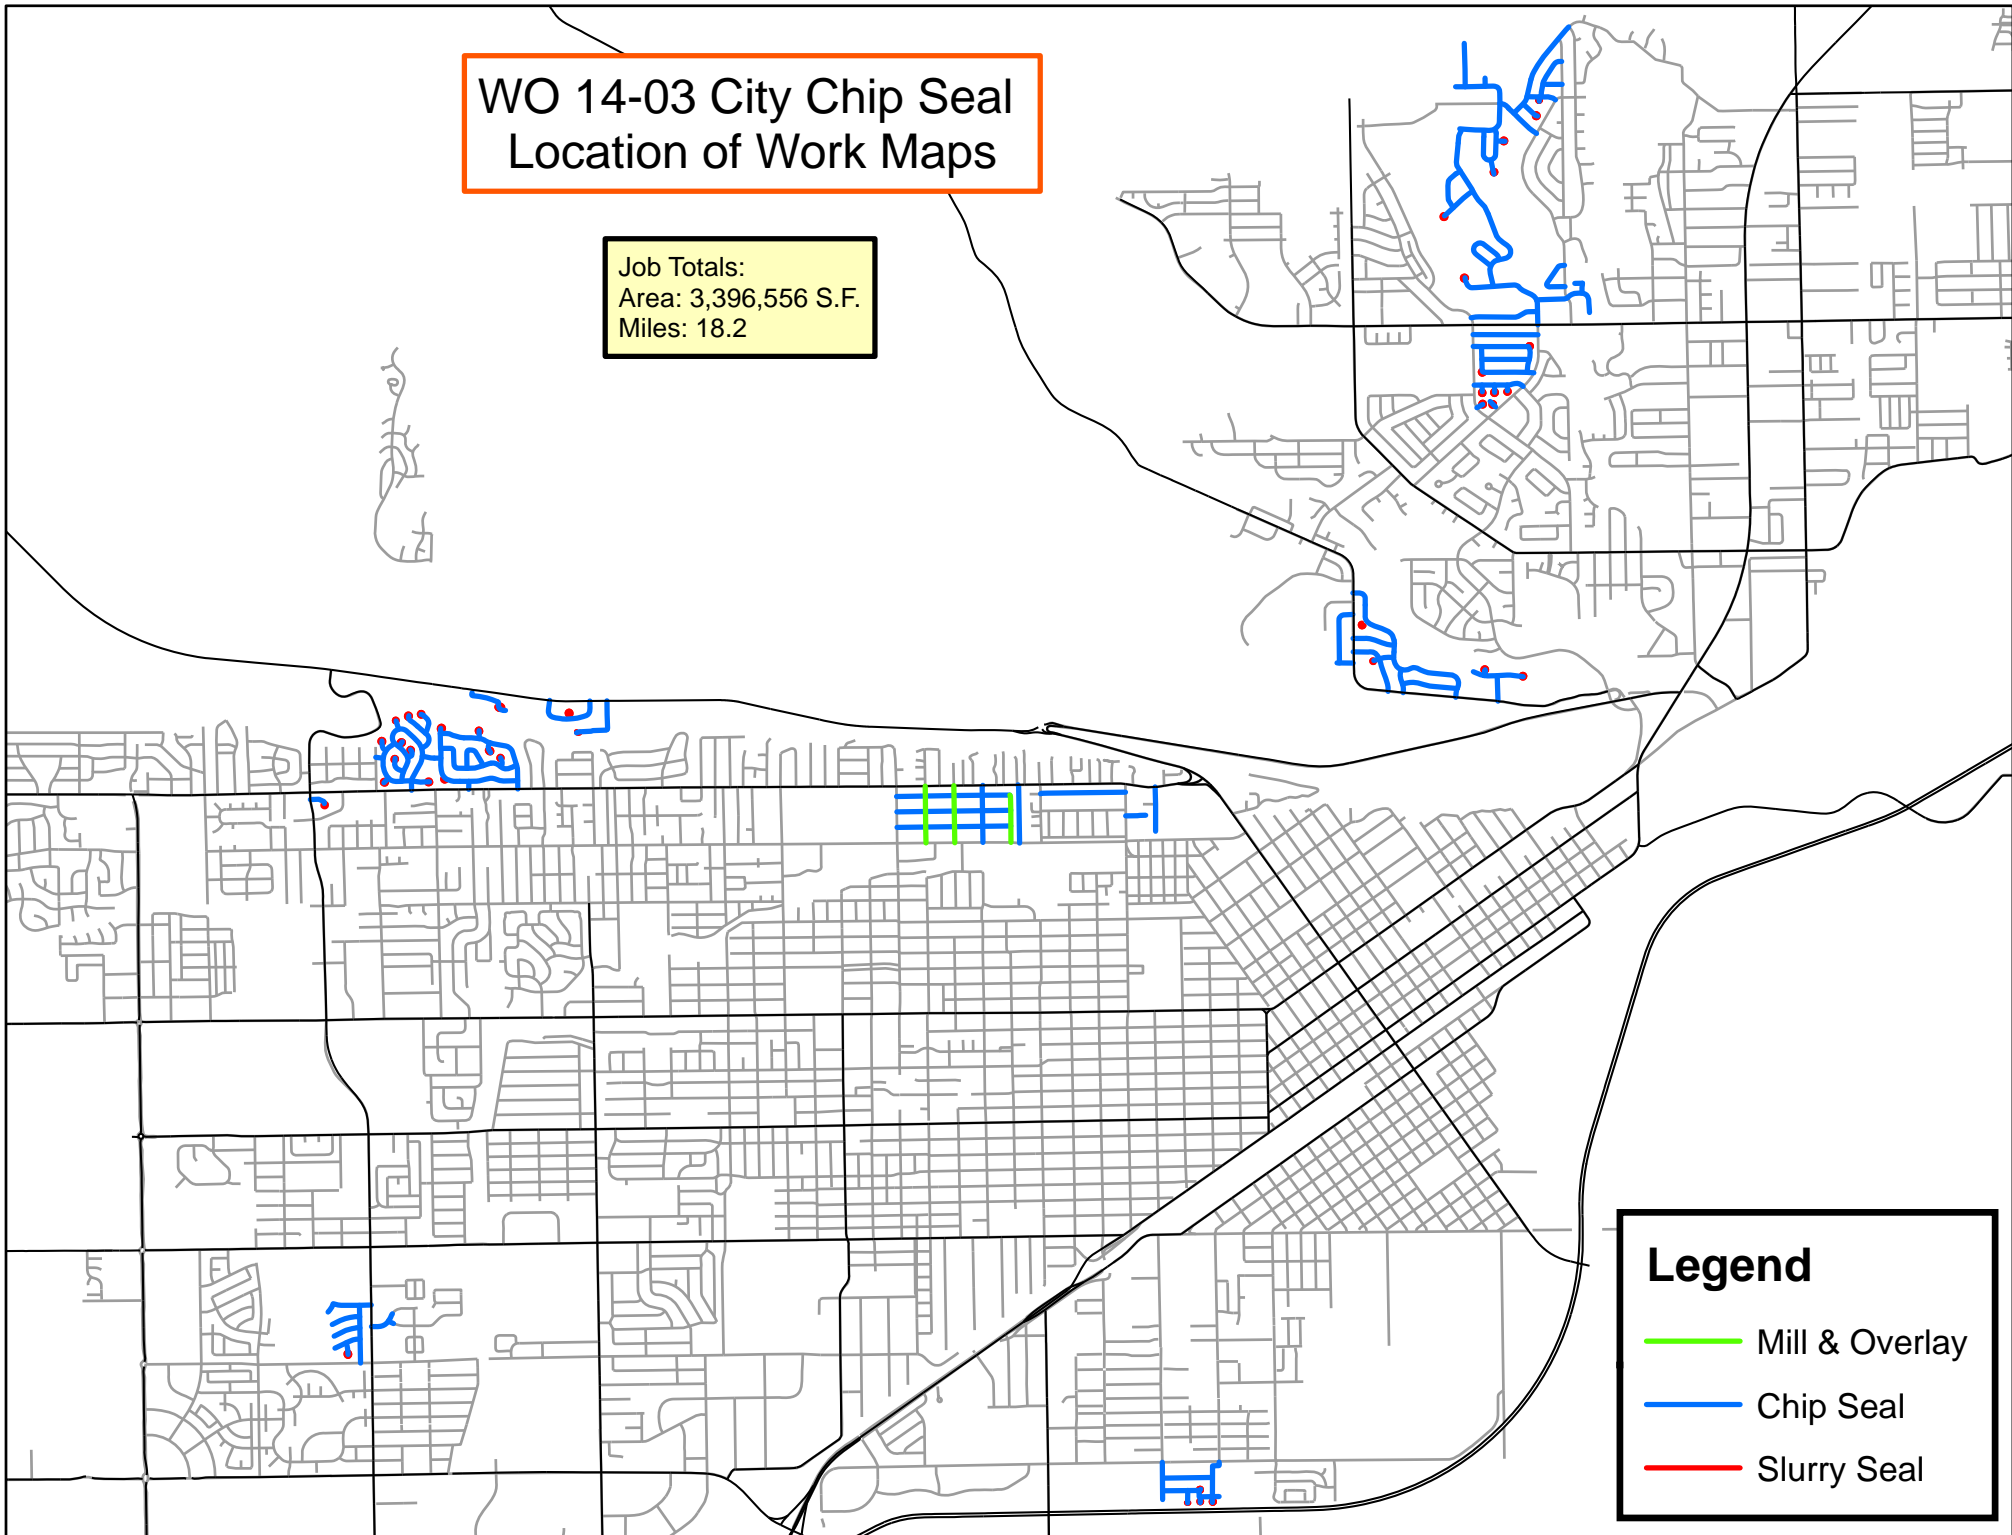 WO 14-03 City Chip Seal
Location of Work Maps
Job Totals:
Area: 3,396,556 S.F.
Miles: 18.2
Legend
Mill & Overlay
Chip Seal
Slurry Seal